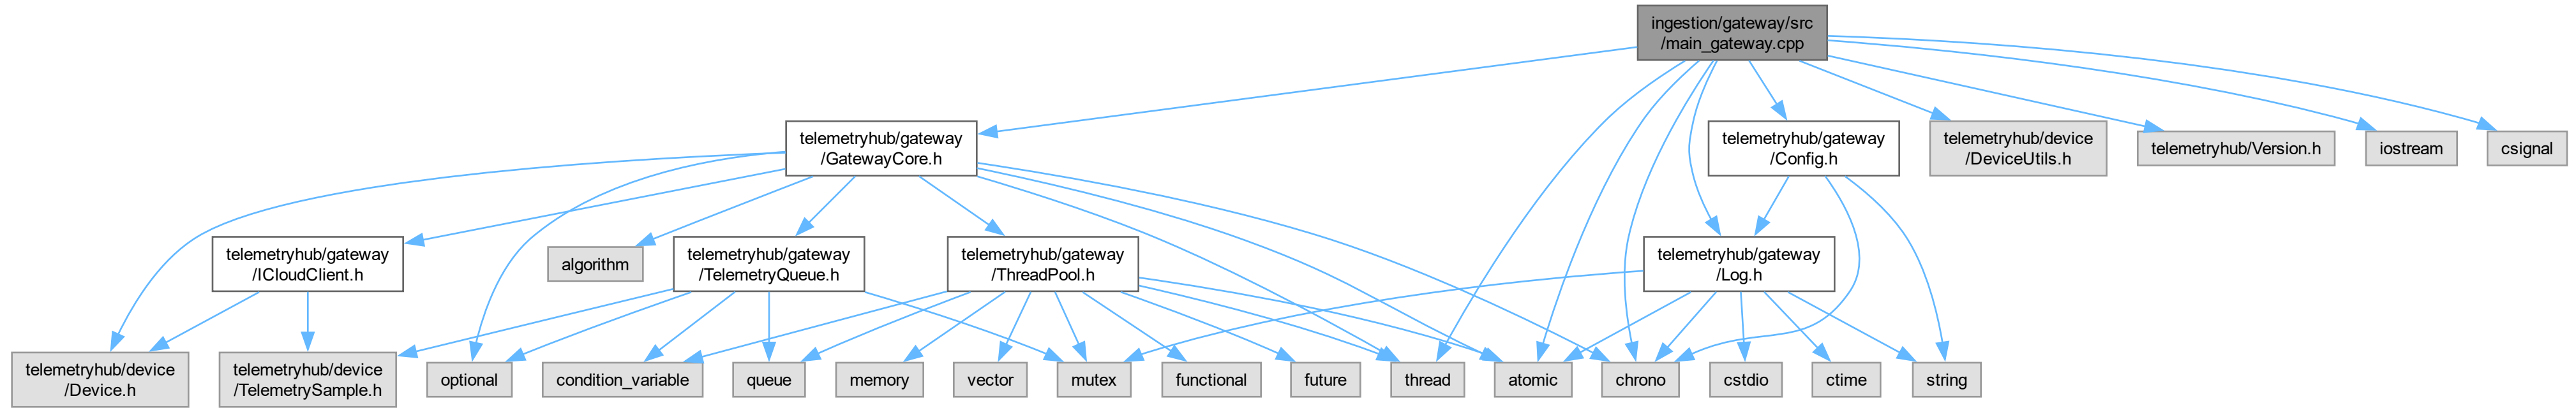 ingestion/gateway/src
/main_gateway.cpp
telemetryhub/gateway
/GatewayCore.h
telemetryhub/gateway
/Config.h
telemetryhub/device
/DeviceUtils.h
telemetryhub/Version.h
iostream
csignal
telemetryhub/gateway
/ICloudClient.h
algorithm
telemetryhub/gateway
/TelemetryQueue.h
telemetryhub/gateway
/ThreadPool.h
telemetryhub/gateway
/Log.h
telemetryhub/device
/Device.h
telemetryhub/device
/TelemetrySample.h
optional
condition_variable
queue
memory
vector
mutex
functional
future
thread
atomic
chrono
cstdio
ctime
string